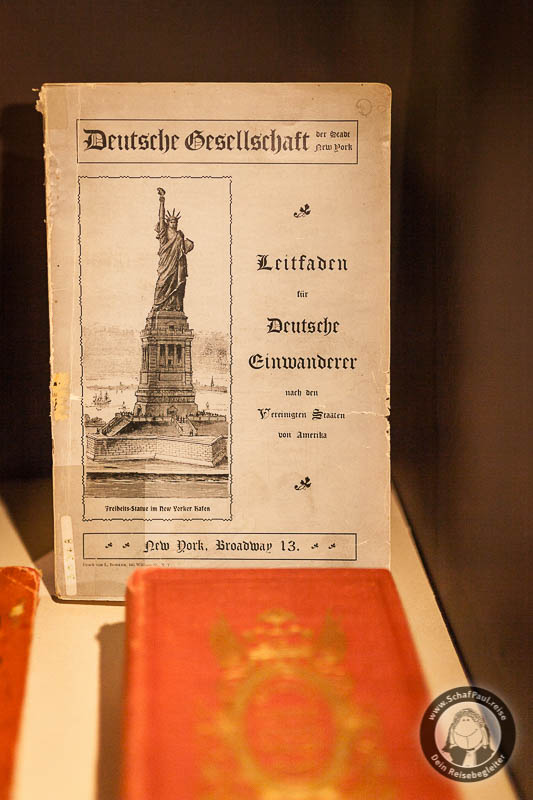 Deutsche Gesellschaft der Stadt
New York
Leitfaden
für
Deutsche
Einwanderer
nach den
Vereinigten Staaten
von Amerika
Freiheits-Statue im New Yorker Hafen
New York, Broadway 13.
www.SchafPaul.reise
Dein Reisebegleiter